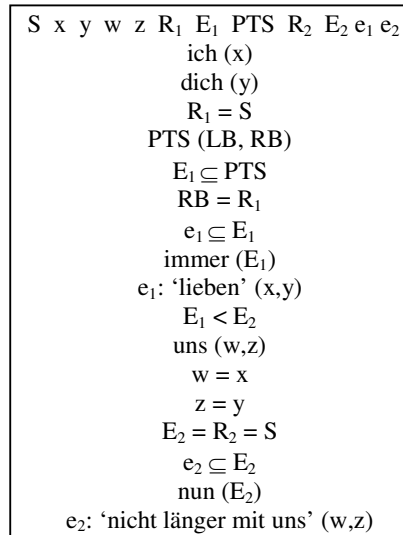 S x y w z R₁ E₁ PTS R₂ E₂ e₁ e₂
ich (x)
dich (y)
R₁ = S
PTS (LB, RB)
E₁ ⊆ PTS
RB = R₁
e₁ ⊆ E₁
immer (E₁)
e₁: ‘lieben’ (x,y)
E₁ < E₂
uns (w,z)
w = x
z = y
E₂ = R₂ = S
e₂ ⊆ E₂
nun (E₂)
e₂: ‘nicht länger mit uns’ (w,z)